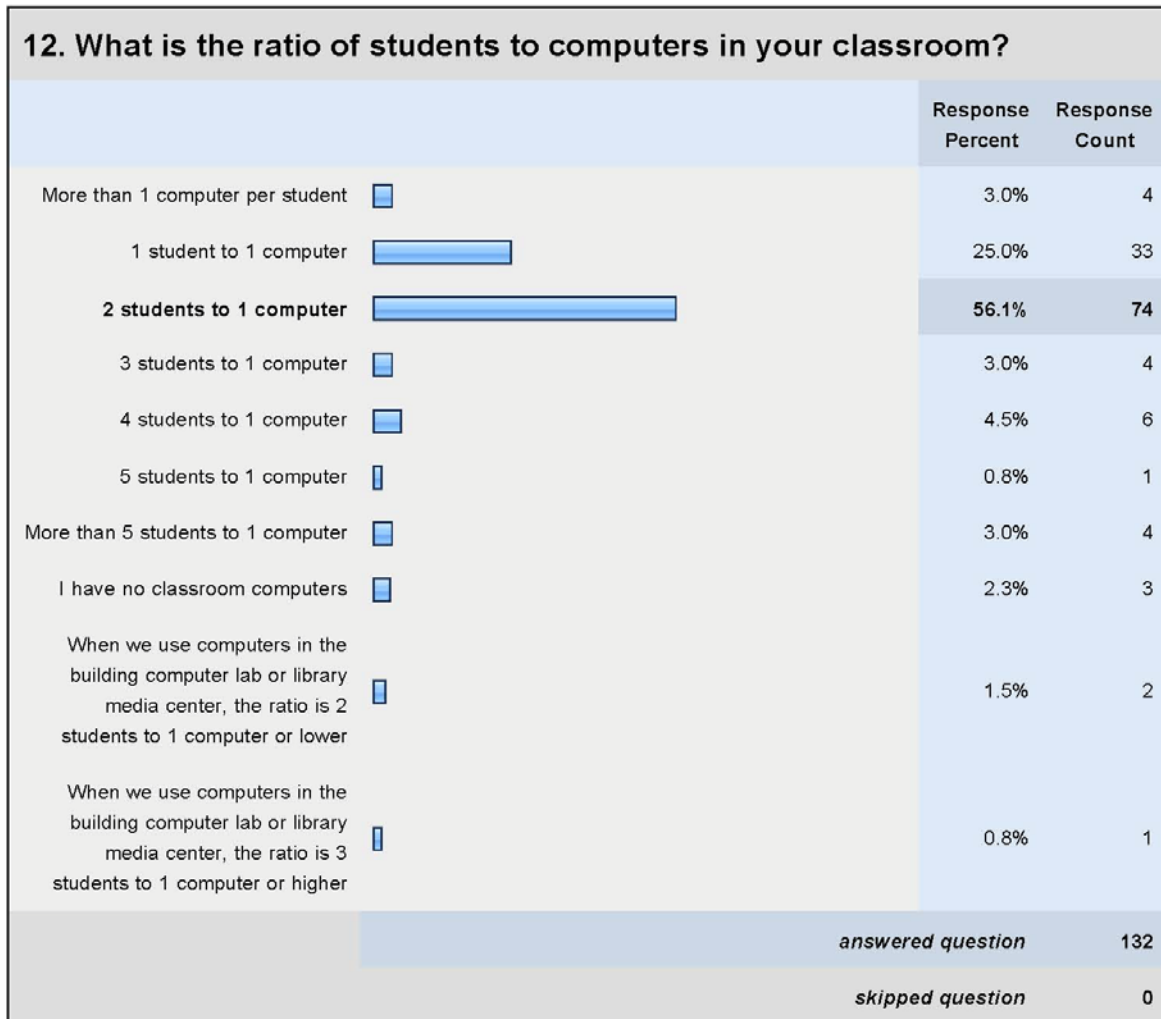 12. What is the ratio of students to computers in your classroom?
Response Percent Response Count
More than 1 computer per student 3.0% 4
1 student to 1 computer 25.0% 33
2 students to 1 computer 56.1% 74
3 students to 1 computer 3.0% 4
4 students to 1 computer 4.5% 6
5 students to 1 computer 0.8% 1
More than 5 students to 1 computer 3.0% 4
I have no classroom computers 2.3% 3
When we use computers in the
building computer lab or library
media center, the ratio is 2
students to 1 computer or lower
1.5% 2
When we use computers in the
building computer lab or library
media center, the ratio is 3
students to 1 computer or higher
0.8% 1
answered question 132
skipped question 0